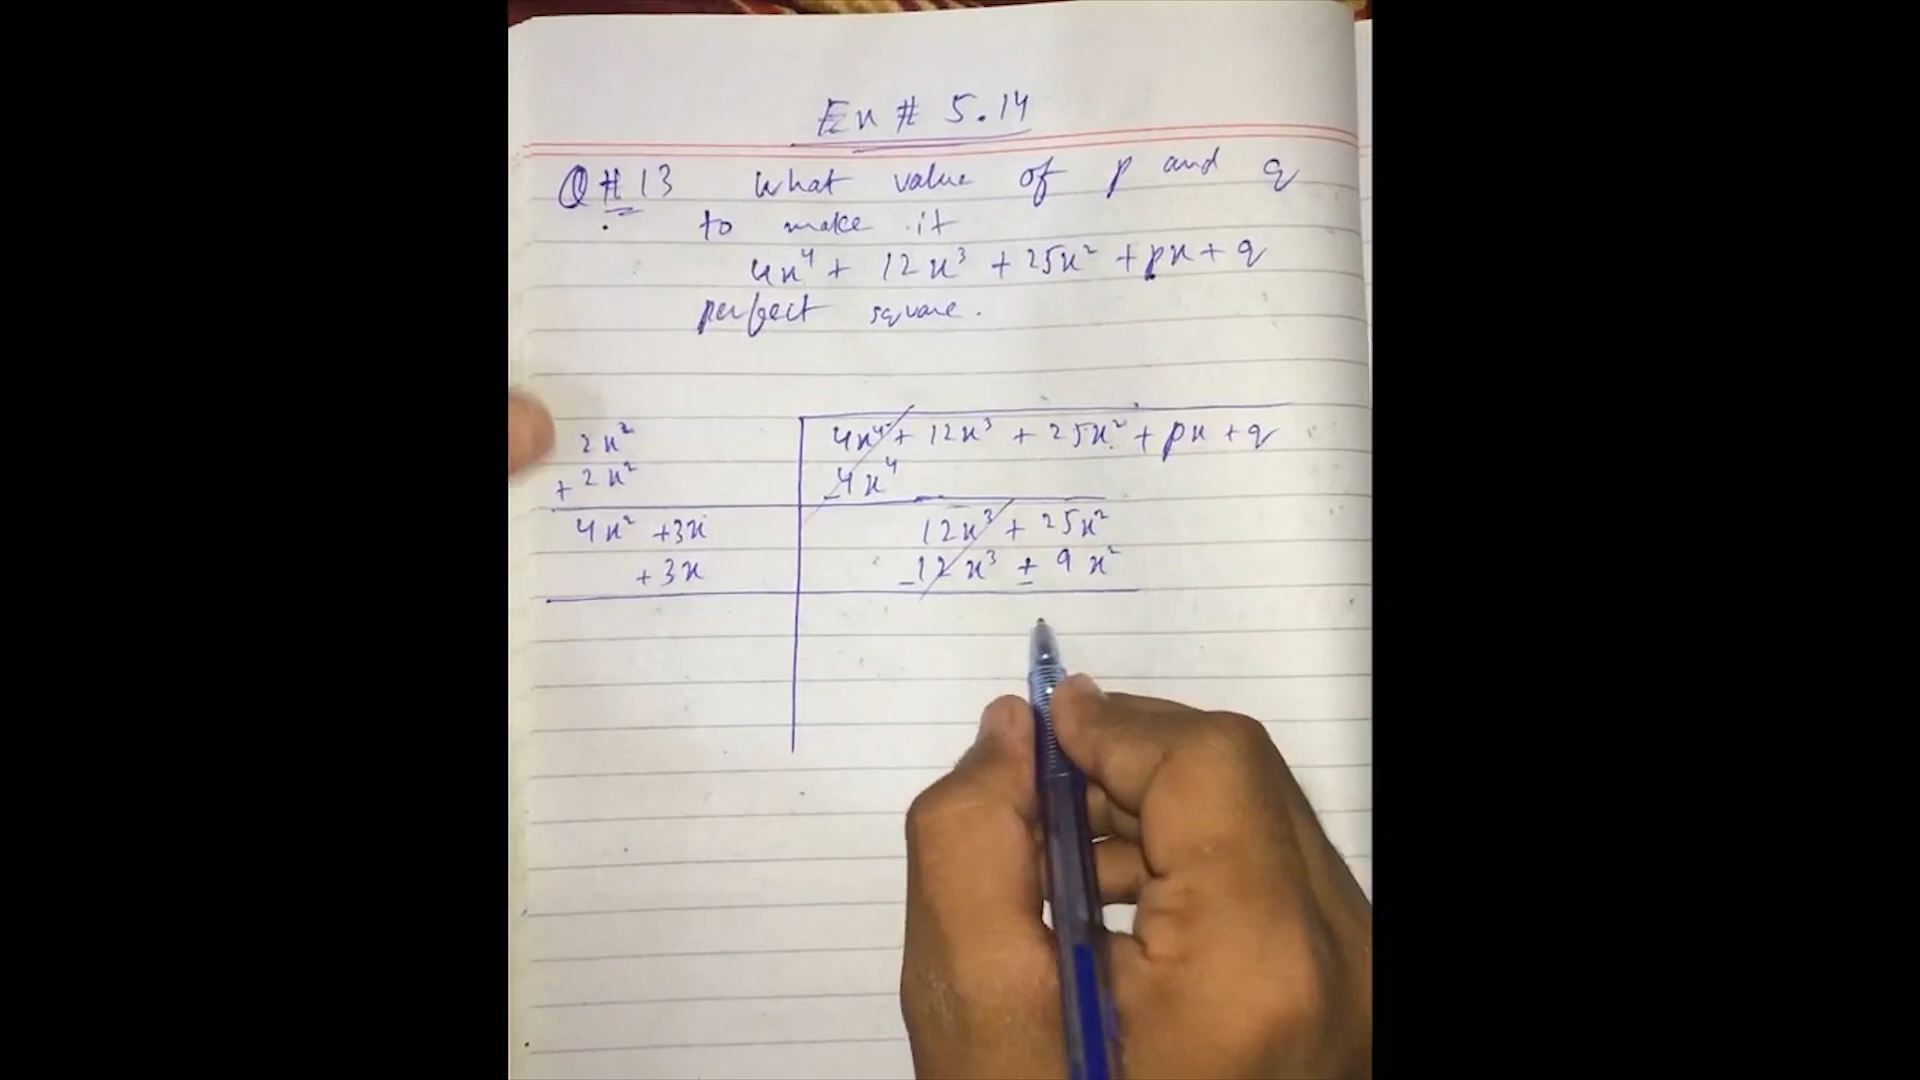 Ex # 5.14
Q # 13 What value of p and q
to make it
4x⁴ + 12x³ + 25x² + px + q
perfect square.
2x² 4x⁴ + 12x³ + 25x² + px + q
+ 2x² -4x⁴
4x² +3x 12x³ + 25x²
+ 3x -12x³ ± 9x²